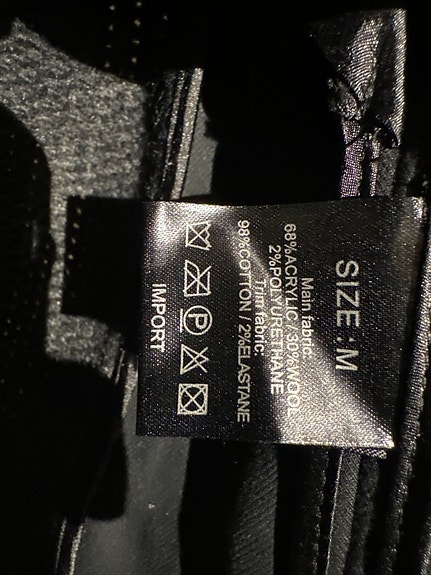 SIZE : M
Main fabric:
68%ACRYLIC / 30%WOOL
2%POLYURETHANE
Trim fabric:
98%COTTON / 2%ELASTANE
P
IMPORT